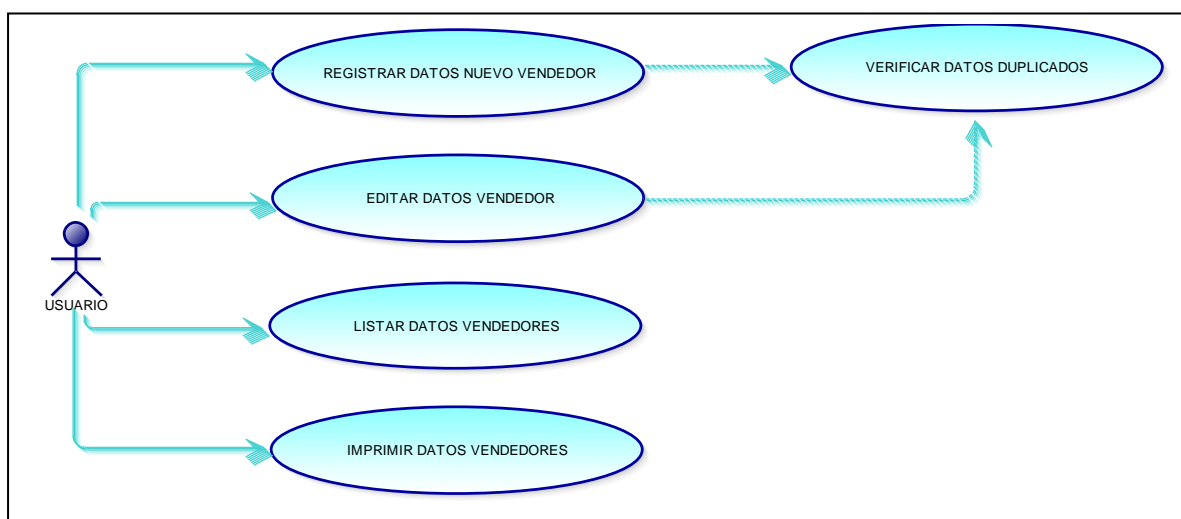 REGISTRAR DATOS NUEVO VENDEDOR
VERIFICAR DATOS DUPLICADOS
EDITAR DATOS VENDEDOR
USUARIO
LISTAR DATOS VENDEDORES
IMPRIMIR DATOS VENDEDORES